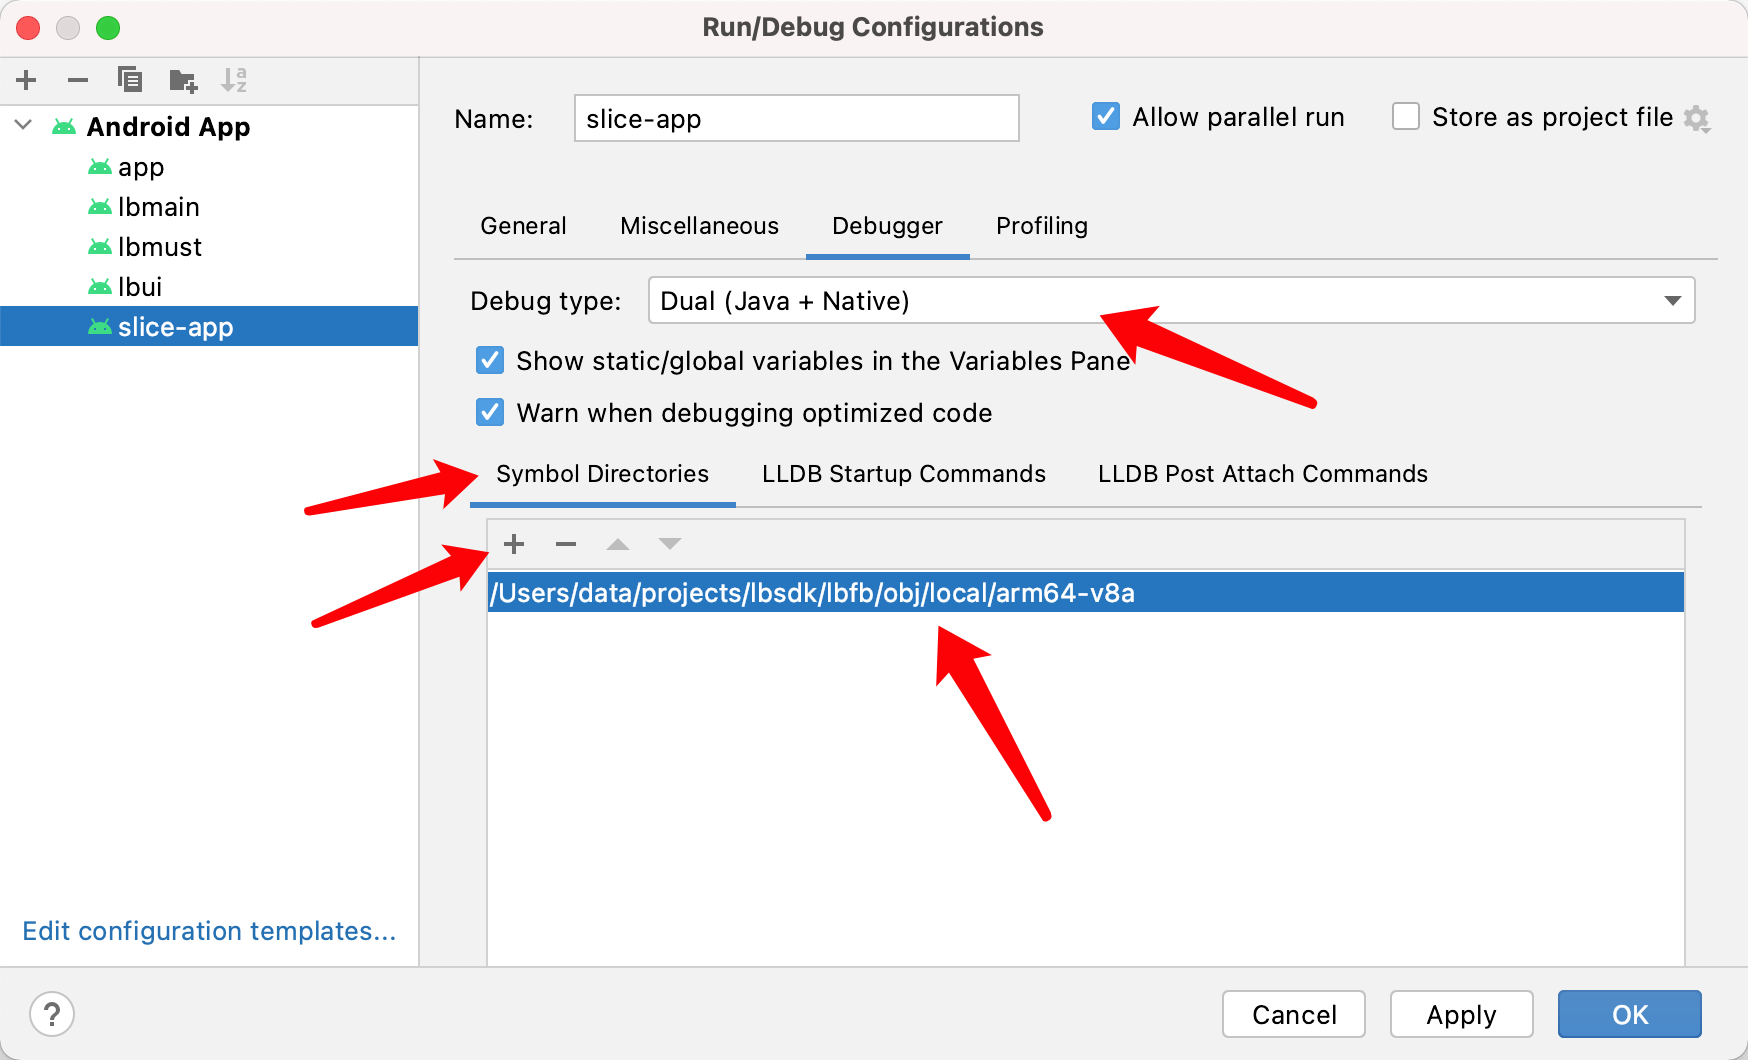 Run/Debug Configurations
Android App
app
lbmain
lbmust
lbui
slice-app
Edit configuration templates...
Name: slice-app
Allow parallel run
Store as project file
General Miscellaneous Debugger Profiling
Debug type: Dual (Java + Native)
Show static/global variables in the Variables Pane
Warn when debugging optimized code
Symbol Directories LLDB Startup Commands LLDB Post Attach Commands
/Users/data/projects/lbsdk/lbfb/obj/local/arm64-v8a
? Cancel Apply OK